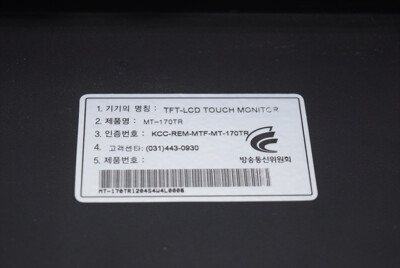 1. 기기의 명칭 : TFT-LCD TOUCH MONITOR
2. 제품명 : MT-170TR
3. 인증번호 : KCC-REM-MTF-MT-170TR
4. 고객센타: (031)443-0930
5. 제품번호 :
방송통신위원회